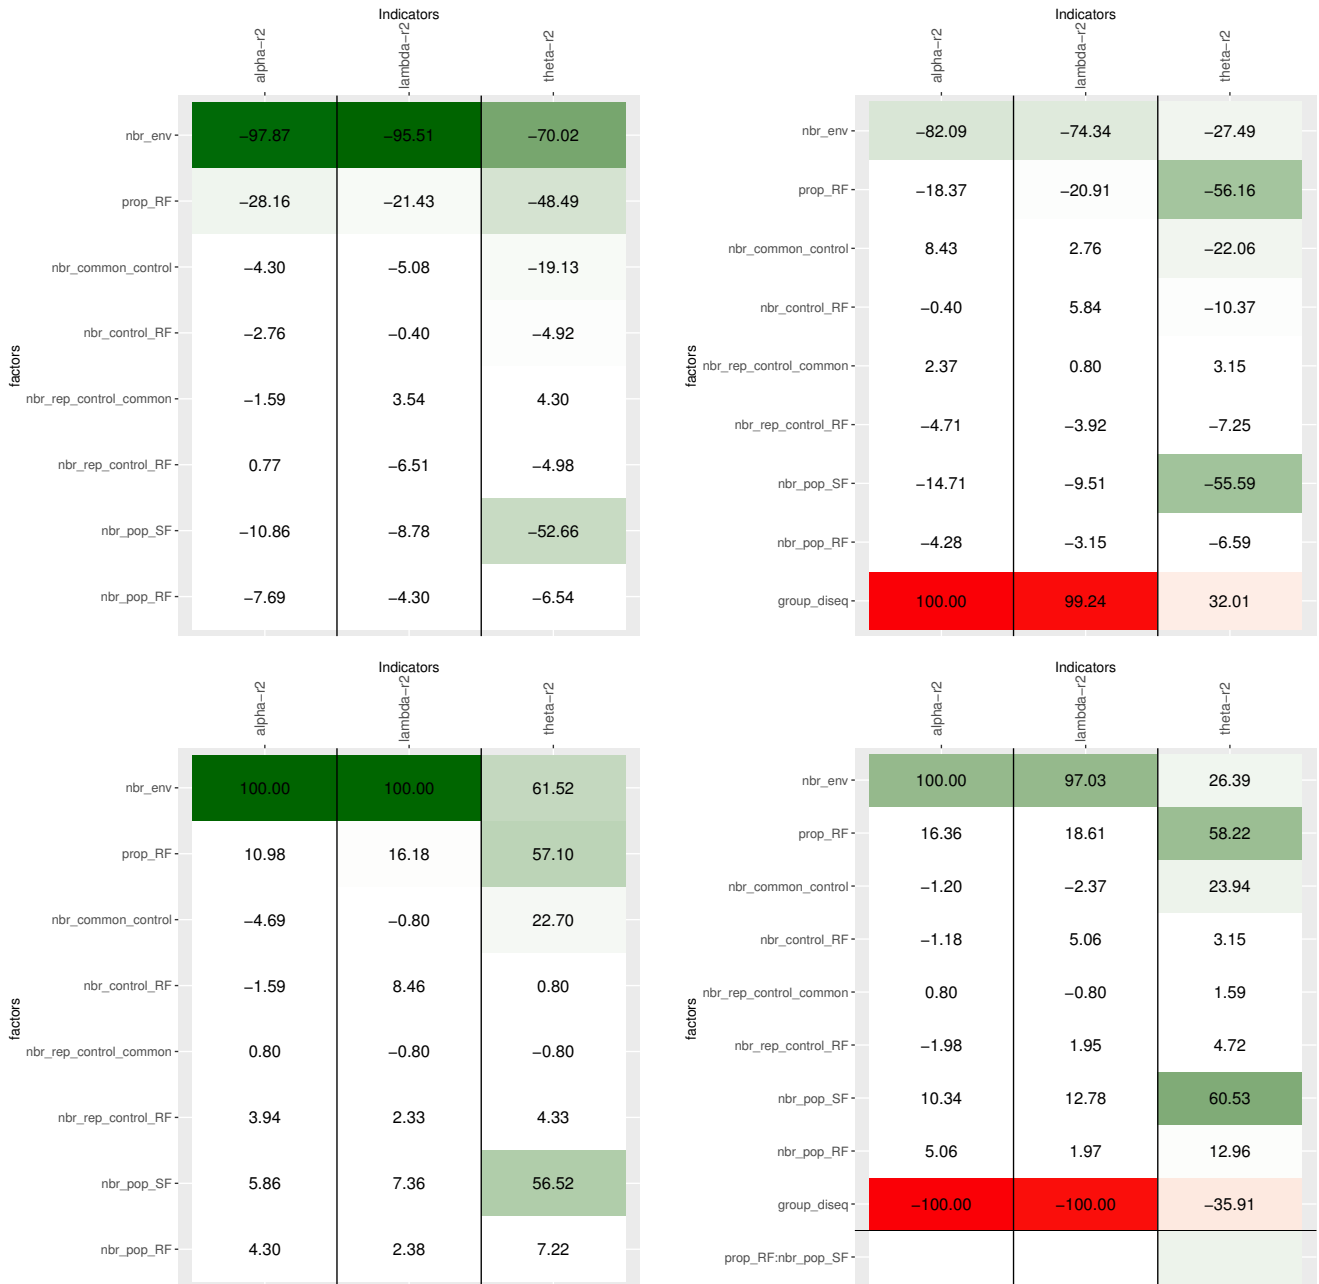 Indicators
alpha−r2 lambda−r2 theta−r2
factors
nbr_env −97.87 −95.51 −70.02
prop_RF −28.16 −21.43 −48.49
nbr_common_control −4.30 −5.08 −19.13
nbr_control_RF −2.76 −0.40 −4.92
nbr_rep_control_common −1.59 3.54 4.30
nbr_rep_control_RF 0.77 −6.51 −4.98
nbr_pop_SF −10.86 −8.78 −52.66
nbr_pop_RF −7.69 −4.30 −6.54
Indicators
alpha−r2 lambda−r2 theta−r2
factors
nbr_env −82.09 −74.34 −27.49
prop_RF −18.37 −20.91 −56.16
nbr_common_control 8.43 2.76 −22.06
nbr_control_RF −0.40 5.84 −10.37
nbr_rep_control_common 2.37 0.80 3.15
nbr_rep_control_RF −4.71 −3.92 −7.25
nbr_pop_SF −14.71 −9.51 −55.59
nbr_pop_RF −4.28 −3.15 −6.59
group_diseq 100.00 99.24 32.01
Indicators
alpha−r2 lambda−r2 theta−r2
factors
nbr_env 100.00 100.00 61.52
prop_RF 10.98 16.18 57.10
nbr_common_control −4.69 −0.80 22.70
nbr_control_RF −1.59 8.46 0.80
nbr_rep_control_common 0.80 −0.80 −0.80
nbr_rep_control_RF 3.94 2.33 4.33
nbr_pop_SF 5.86 7.36 56.52
nbr_pop_RF 4.30 2.38 7.22
Indicators
alpha−r2 lambda−r2 theta−r2
factors
nbr_env 100.00 97.03 26.39
prop_RF 16.36 18.61 58.22
nbr_common_control −1.20 −2.37 23.94
nbr_control_RF −1.18 5.06 3.15
nbr_rep_control_common 0.80 −0.80 1.59
nbr_rep_control_RF −1.98 1.95 4.72
nbr_pop_SF 10.34 12.78 60.53
nbr_pop_RF 5.06 1.97 12.96
group_diseq −100.00 −100.00 −35.91
prop_RF:nbr_pop_SF